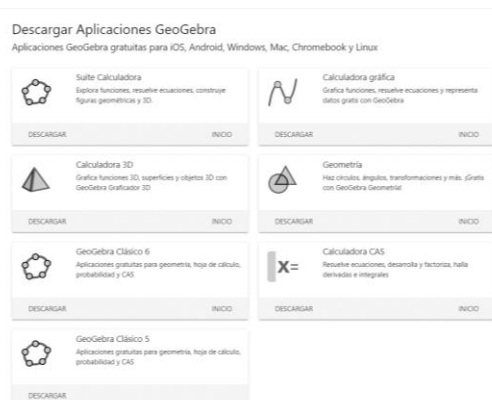 Descargar Aplicaciones GeoGebra
Aplicaciones GeoGebra gratuitas para iOS, Android, Windows, Mac, Chromebook y Linux
Suite Calculadora
Explora funciones, resuelve ecuaciones, construye
figuras geométricas y 3D.
DESCARGAR INICIO
Calculadora gráfica
Grafica funciones, resuelve ecuaciones y representa
datos gratis con GeoGebra
DESCARGAR INICIO
Calculadora 3D
Grafica funciones 3D, superficies y objetos 3D con
GeoGebra Graficador 3D
DESCARGAR INICIO
Geometría
Haz círculos, ángulos, transformaciones y más. ¡Gratis
con GeoGebra Geometría!
DESCARGAR INICIO
GeoGebra Clásico 6
Aplicaciones gratuitas para geometría, hoja de cálculo,
probabilidad y CAS
DESCARGAR INICIO
X=
Calculadora CAS
Resuelve ecuaciones, desarrolla y factoriza, halla
derivadas e integrales
DESCARGAR INICIO
GeoGebra Clásico 5
Aplicaciones gratuitas para geometría, hoja de cálculo,
probabilidad y CAS
DESCARGAR